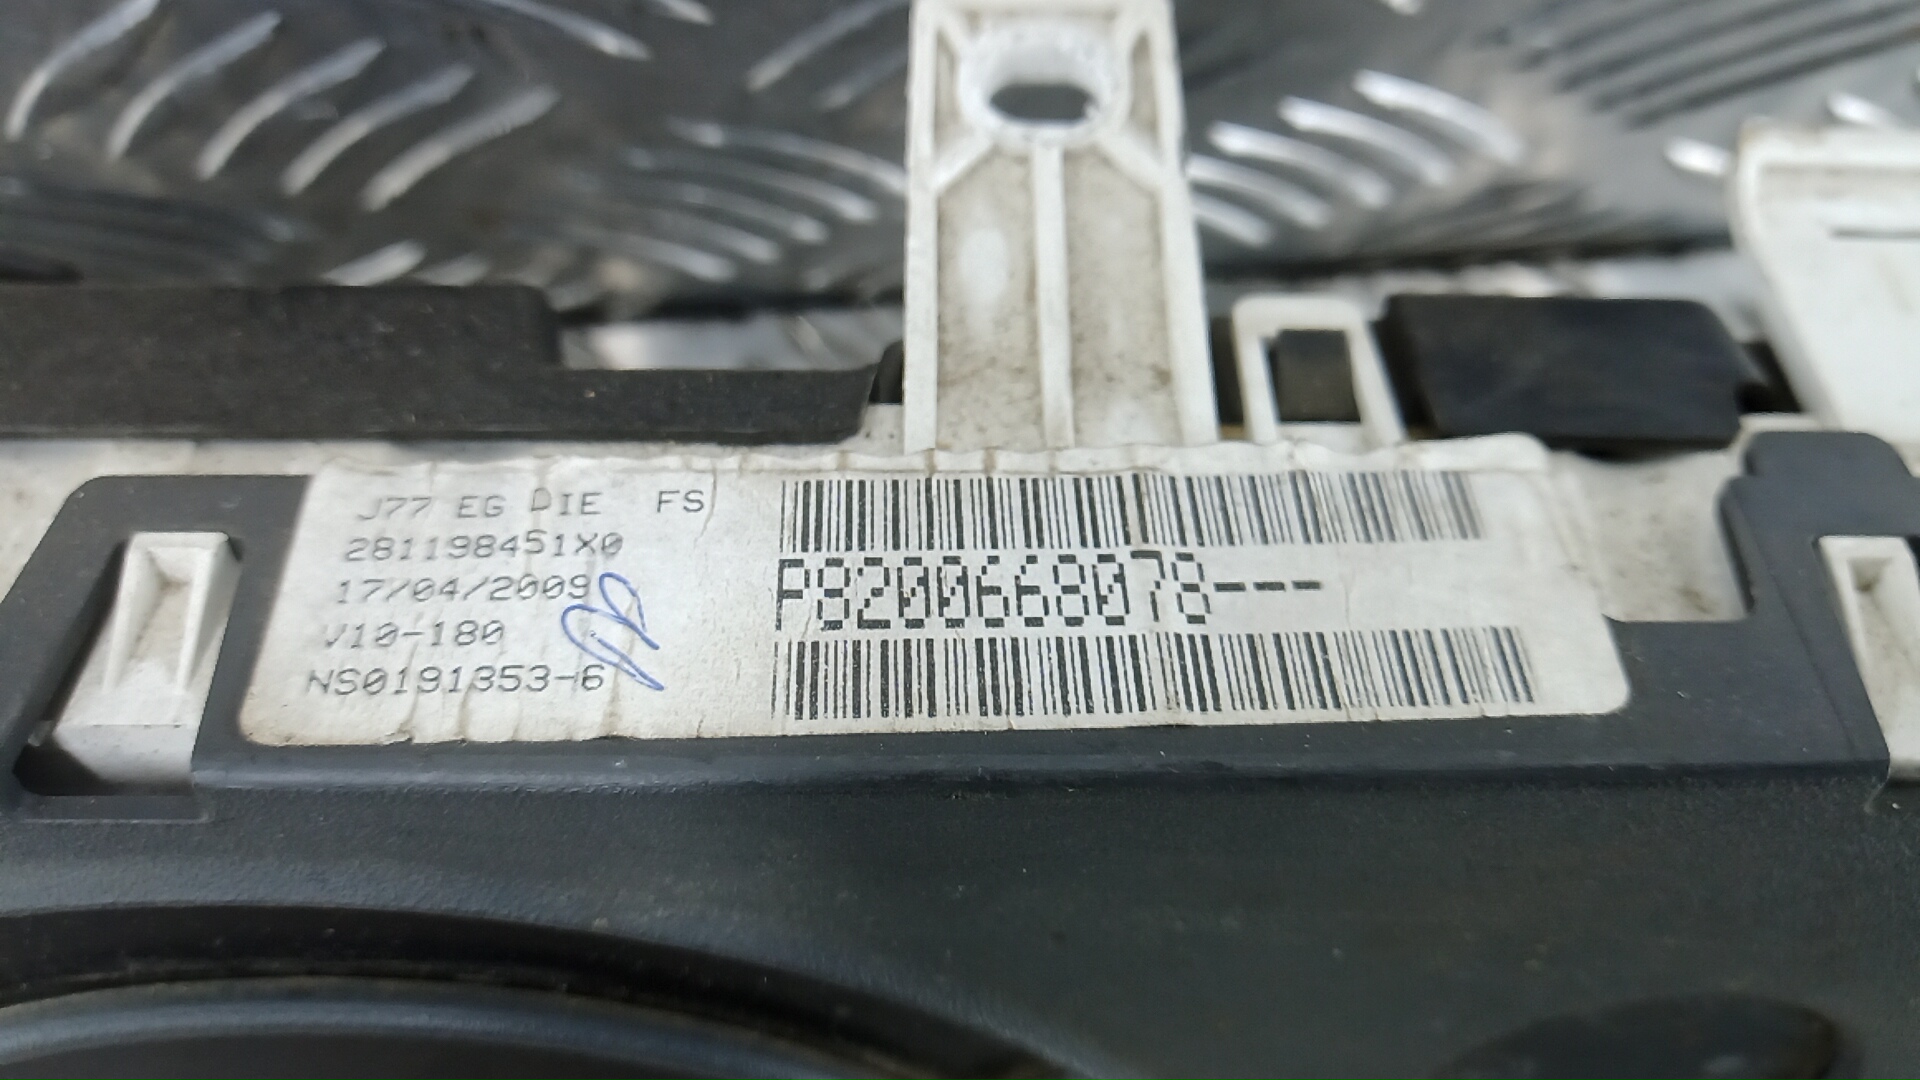 J77 EG DIE FS
281198451X0
17/04/2009
V10-180
NS0191353-6
P8200668078---